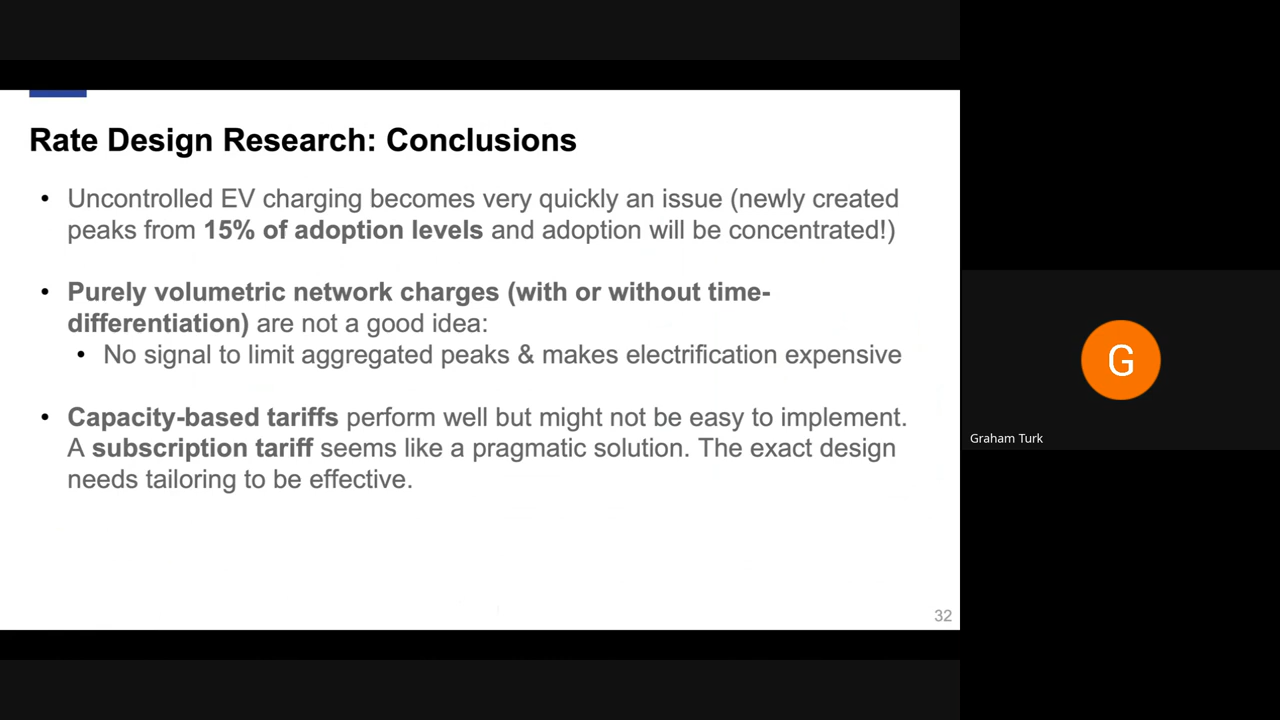 Rate Design Research: Conclusions
• Uncontrolled EV charging becomes very quickly an issue (newly created
peaks from 15% of adoption levels and adoption will be concentrated!)
• Purely volumetric network charges (with or without time-
differentiation) are not a good idea:
• No signal to limit aggregated peaks & makes electrification expensive
• Capacity-based tariffs perform well but might not be easy to implement.
A subscription tariff seems like a pragmatic solution. The exact design
needs tailoring to be effective.
32
G
Graham Turk